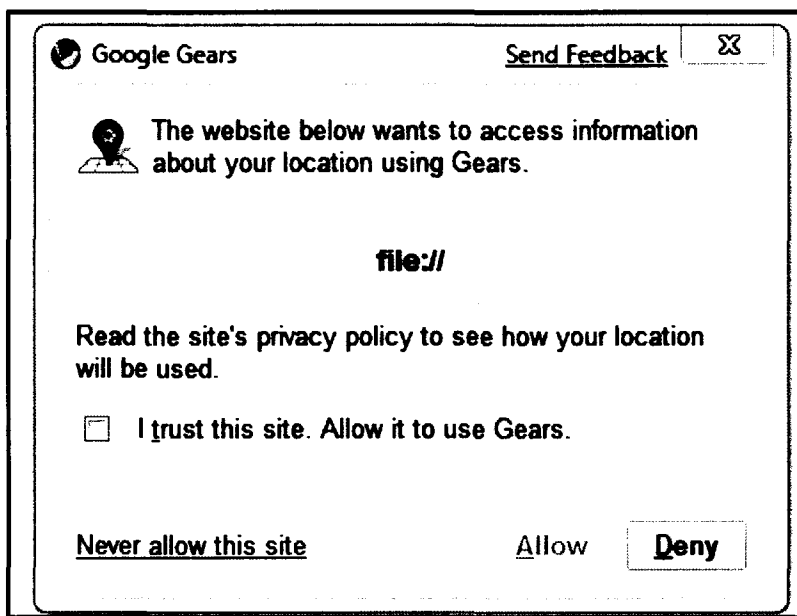 Google Gears
Send Feedback
The website below wants to access information
about your location using Gears.
file://
Read the site's privacy policy to see how your location
will be used.
I trust this site. Allow it to use Gears.
Never allow this site
Allow
Deny